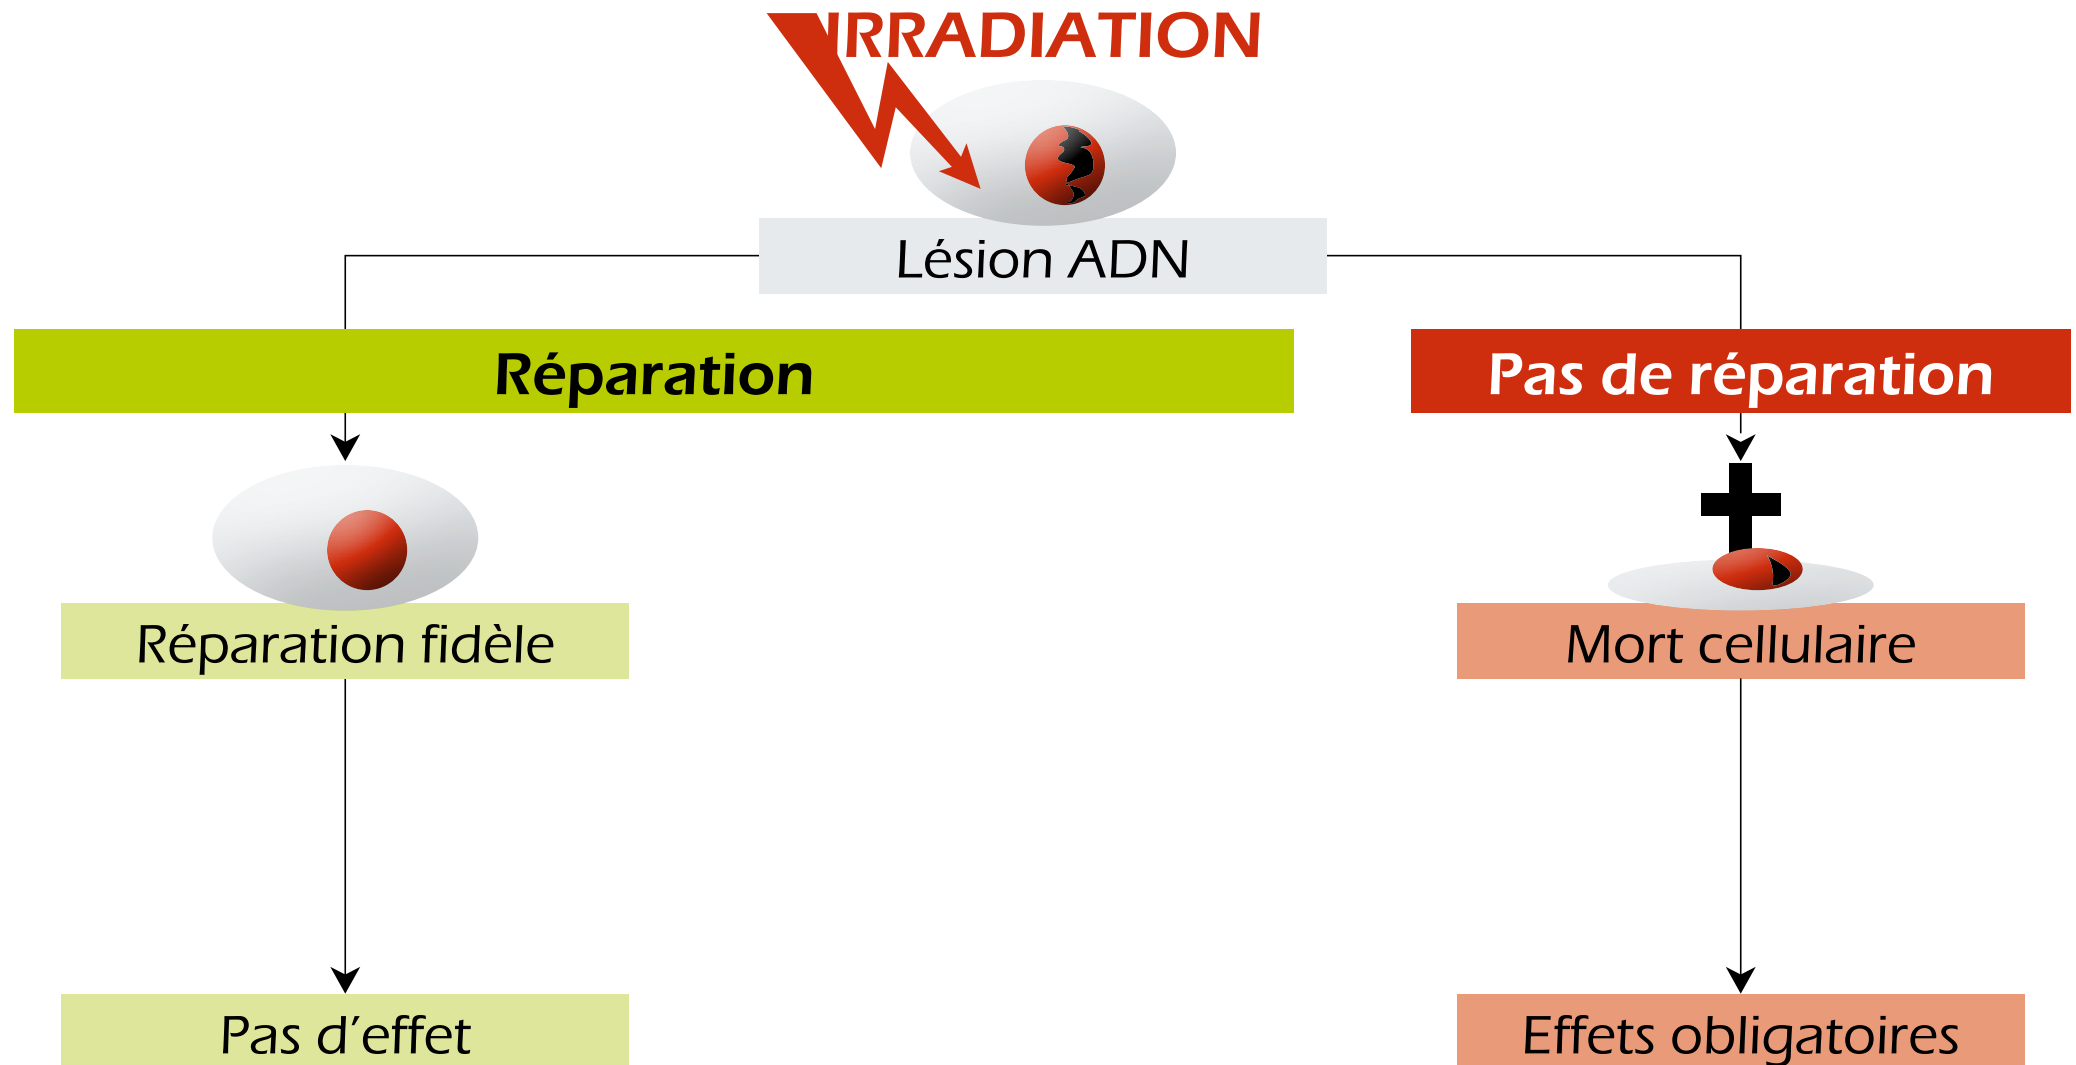 IRRADIATION
Lésion ADN
Réparation
Pas de réparation
Réparation fidèle
Mort cellulaire
Pas d’effet
Effets obligatoires